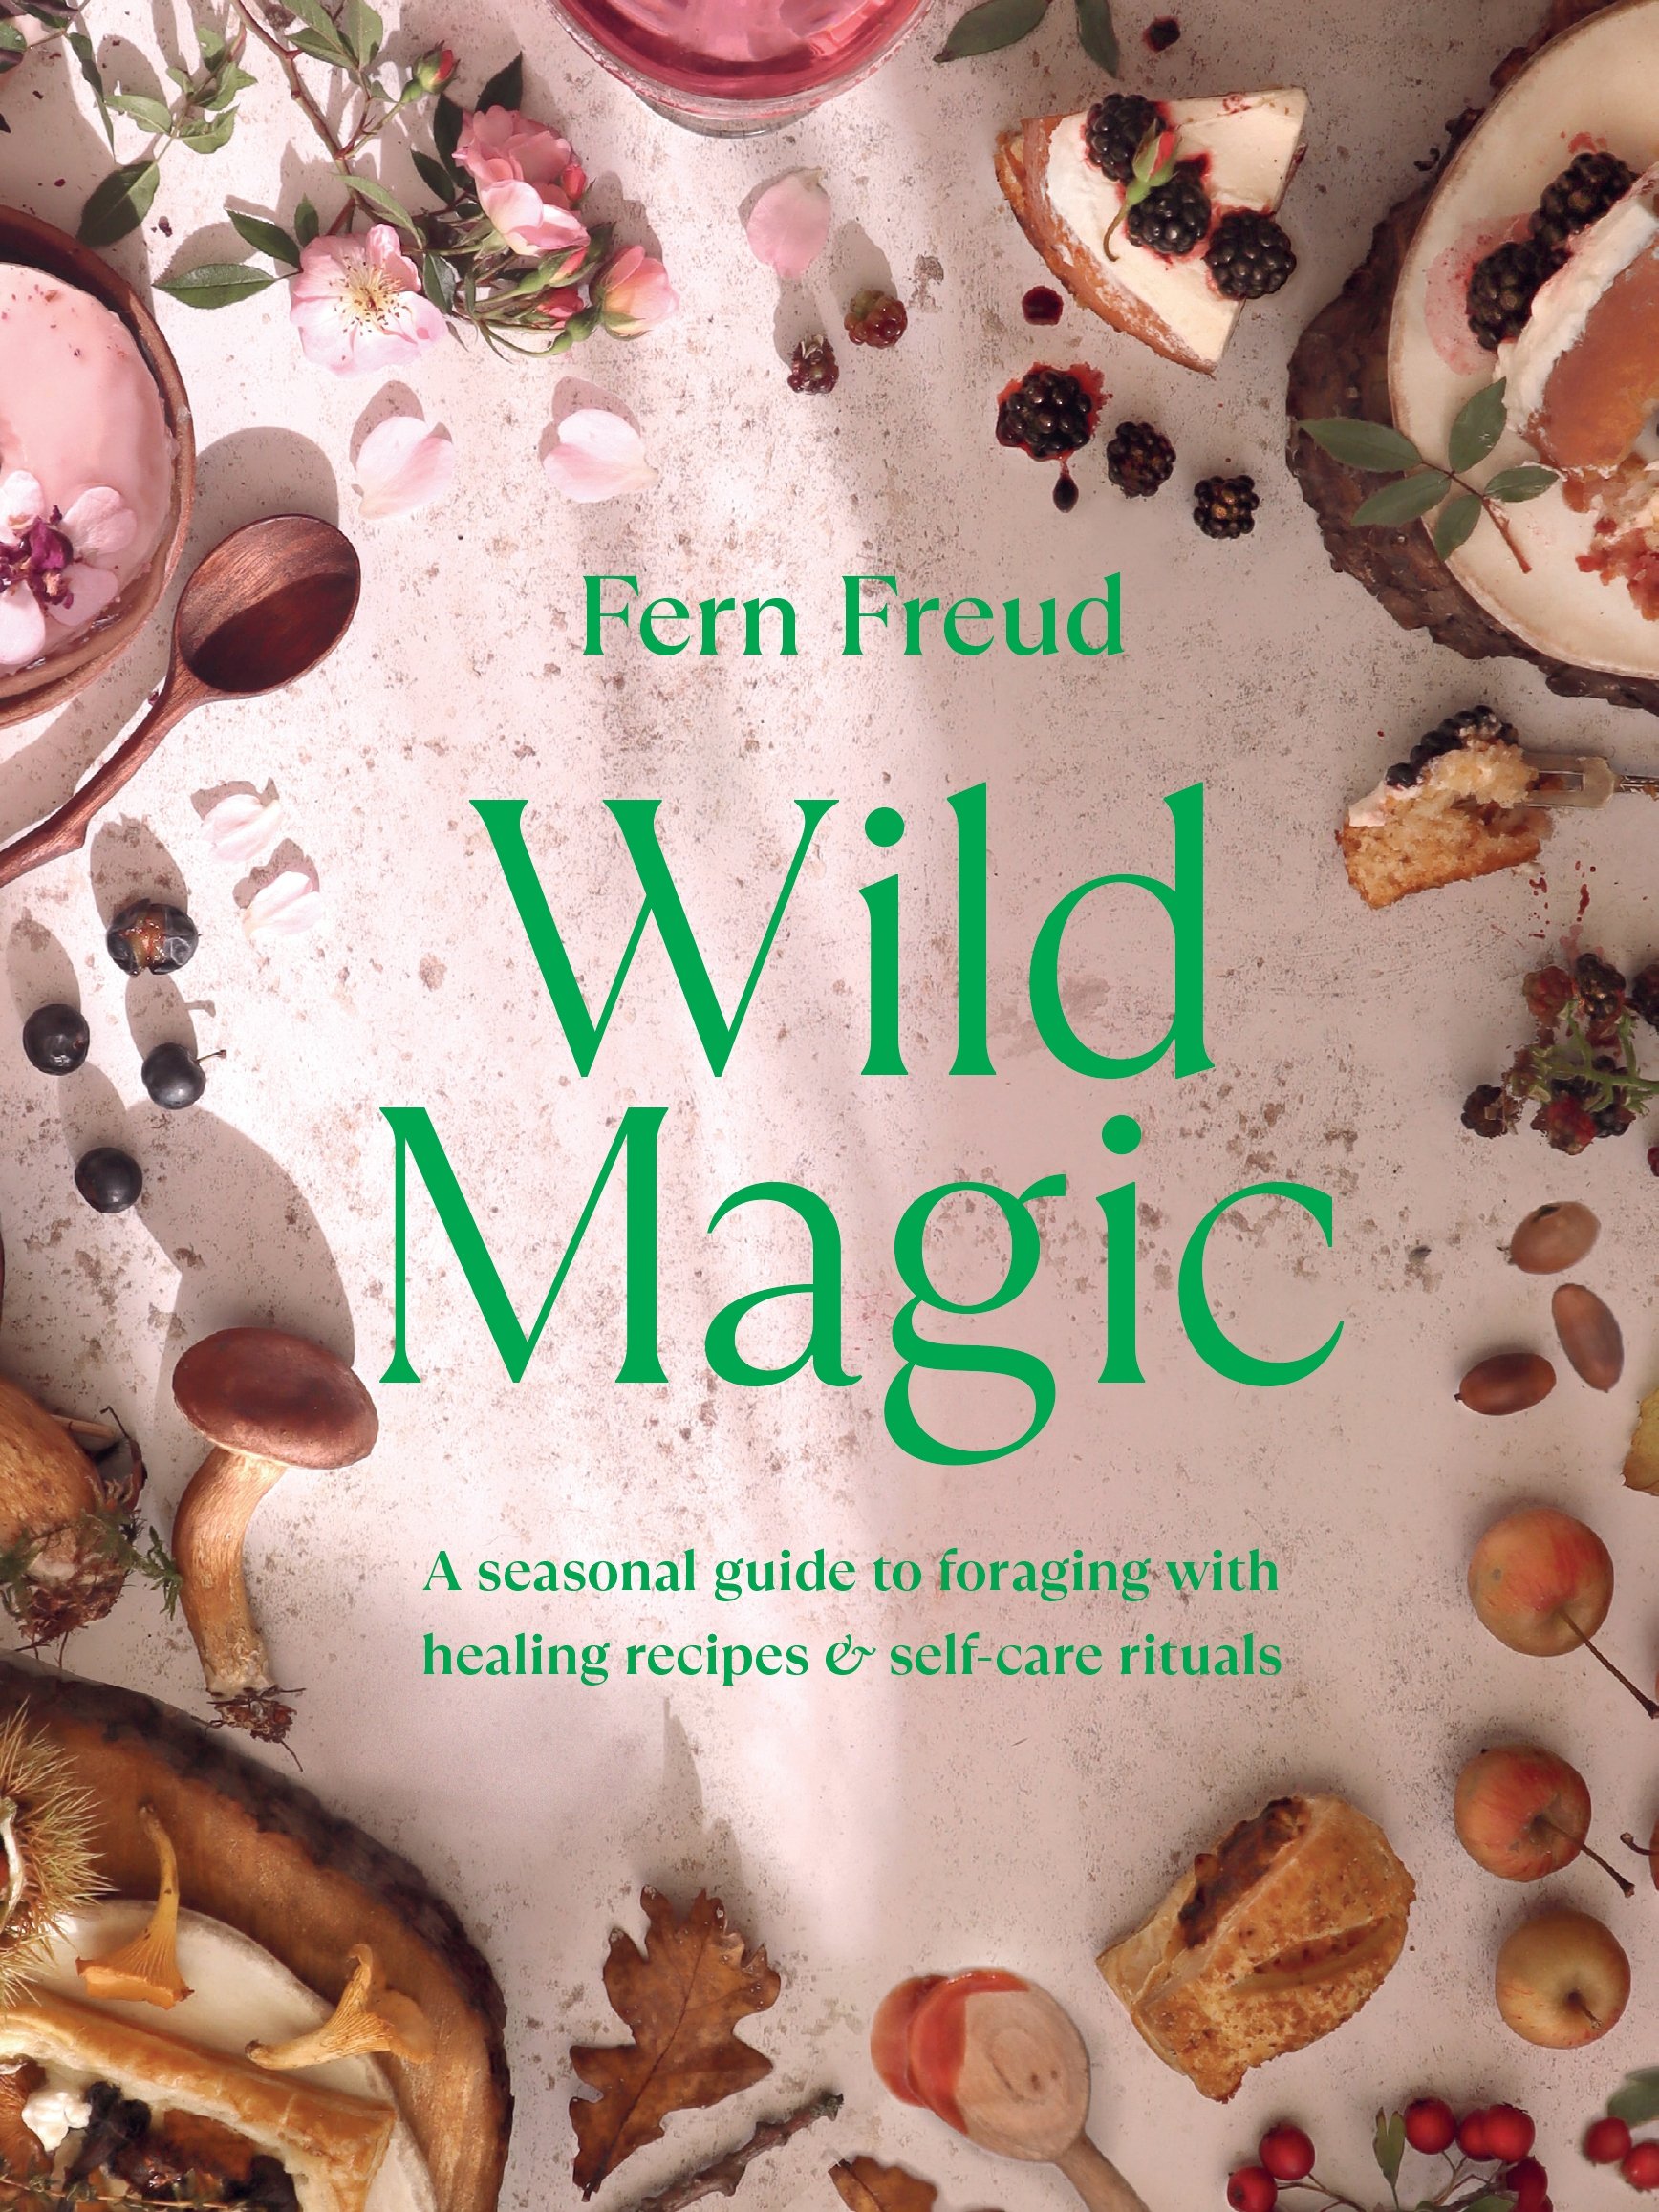 Fern Freud
Wild
Magic
A seasonal guide to foraging with
healing recipes & self-care rituals